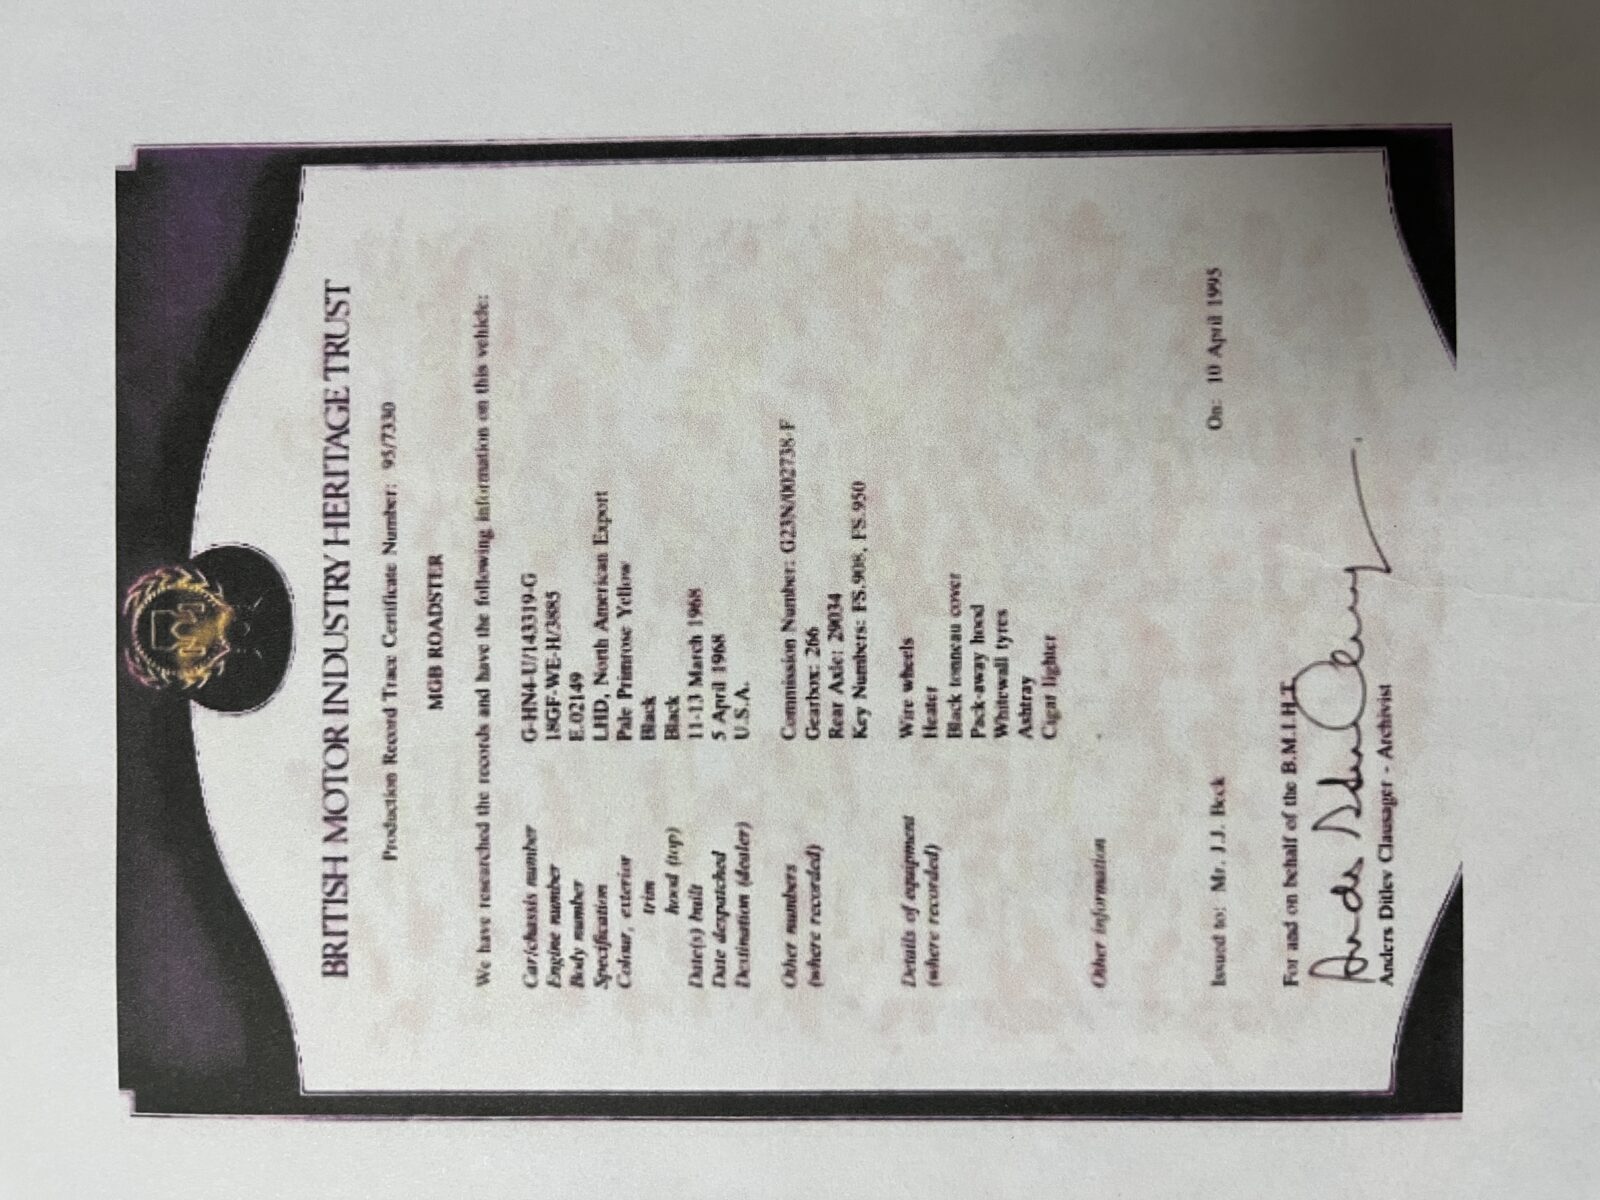 BRITISH MOTOR INDUSTRY HERITAGE TRUST
Production Record Trace Certificate Number: 95/7330
MGB ROADSTER
We have researched the records and have the following information on this vehicle:
Car/chassis number G-HN4-U/143319-G
Engine number 18GF-WE-H/3885
Body number E.02149
Specification LHD, North American Export
Colour, exterior Pale Primrose Yellow
trim Black
hood (top) Black
Date(s) built 11-13 March 1968
Date despatched 5 April 1968
Destination (dealer) U.S.A.
Other numbers Commission Number: G23N/002738-F
(where recorded) Gearbox: 266
Rear Axle: 29034
Key Numbers: FS.908, FS.950
Details of equipment Wire wheels
(where recorded) Heater
Black tonneau cover
Pack-away hood
Whitewall tyres
Ashtray
Cigar lighter
Other information
Issued to: Mr. J.J. Beck On: 10 April 1995
For and on behalf of the B.M.I.H.T.
Anders Ditlev Clausager - Archivist